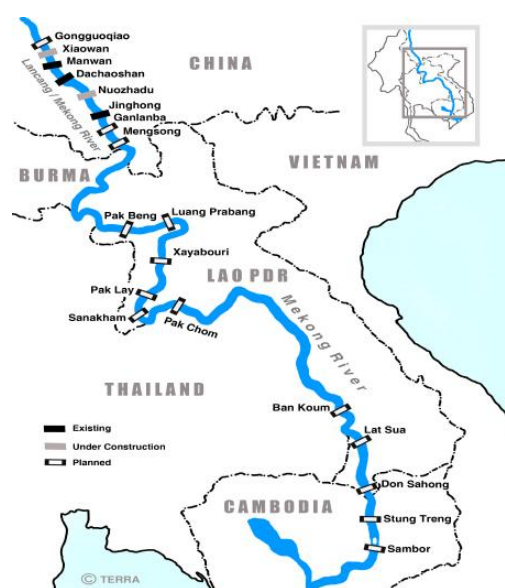 Gongguoqiao
Xiaowan
Manwan
Dachaoshan
Nuozhadu
Jinghong
Ganlanba
Mengsong
Lancang / Mekong River
CHINA
BURMA
VIETNAM
Pak Beng
Luang Prabang
Xayabouri
LAO PDR
Pak Lay
Sanakham
Pak Chom
Mekong River
THAILAND
Ban Koum
Lat Sua
Existing
Under Construction
Planned
Don Sahong
CAMBODIA
Stung Treng
Sambor
© TERRA